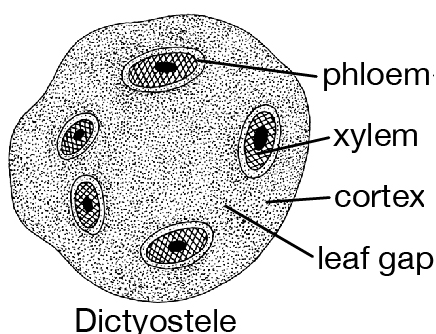 phloem
xylem
cortex
leaf gap
Dictyostele